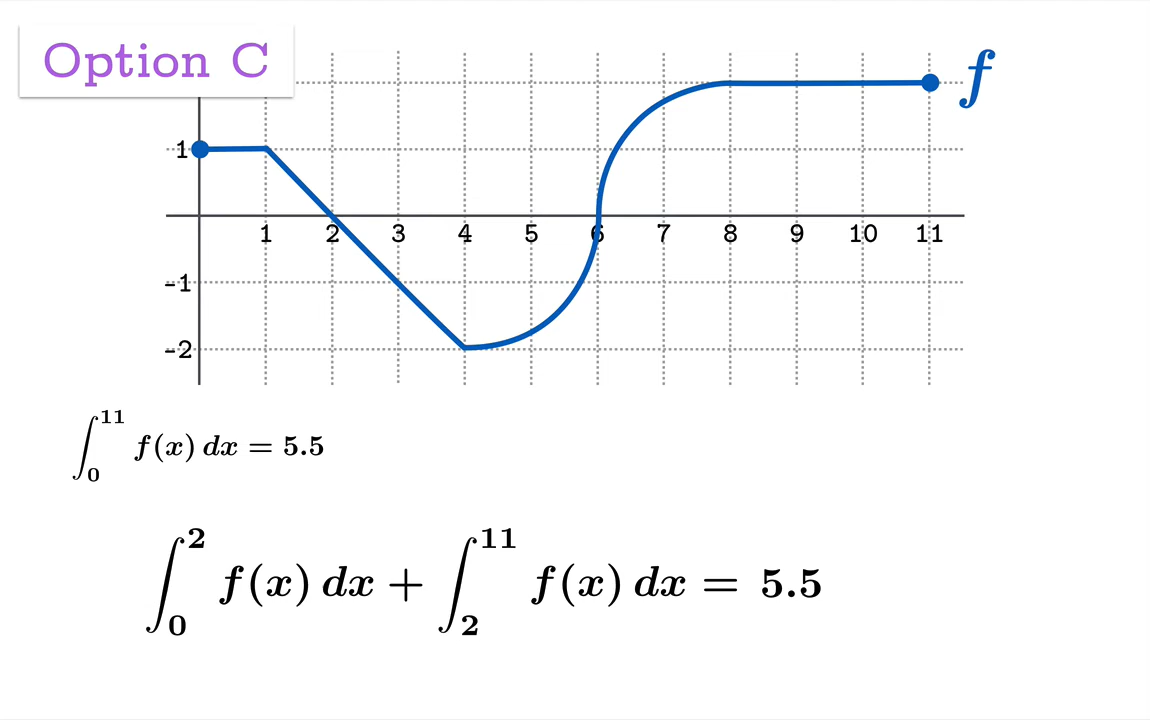 Option C
f
1
1 2 3 4 5 6 7 8 9 10 11
-1
-2
∫₀¹¹ f(x) dx = 5.5
∫₀² f(x) dx + ∫₂¹¹ f(x) dx = 5.5